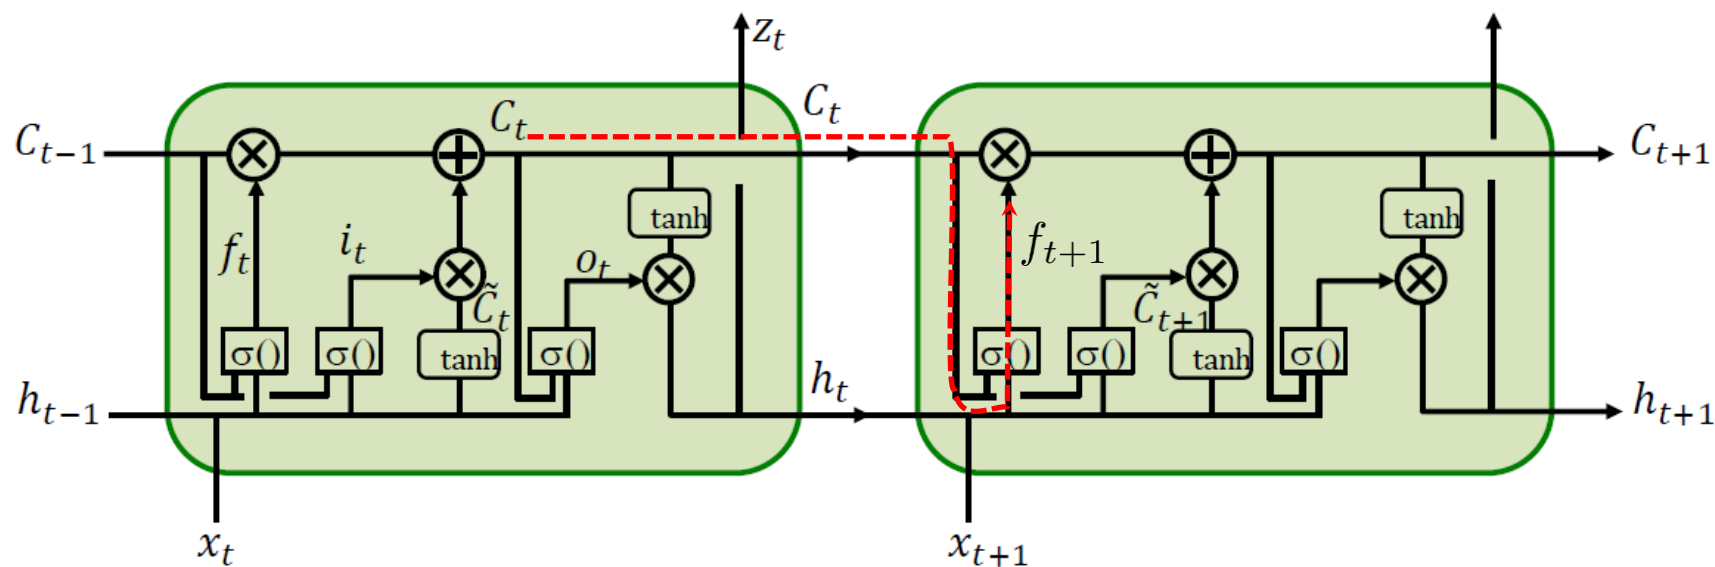 z_t
C_{t-1}
C_t
C_t
C_{t+1}
f_t
i_t
C̃_t
o_t
tanh
f_{t+1}
C̃_{t+1}
tanh
σ()
σ()
tanh
σ()
σ()
σ()
tanh
σ()
h_{t-1}
h_t
h_{t+1}
x_t
x_{t+1}